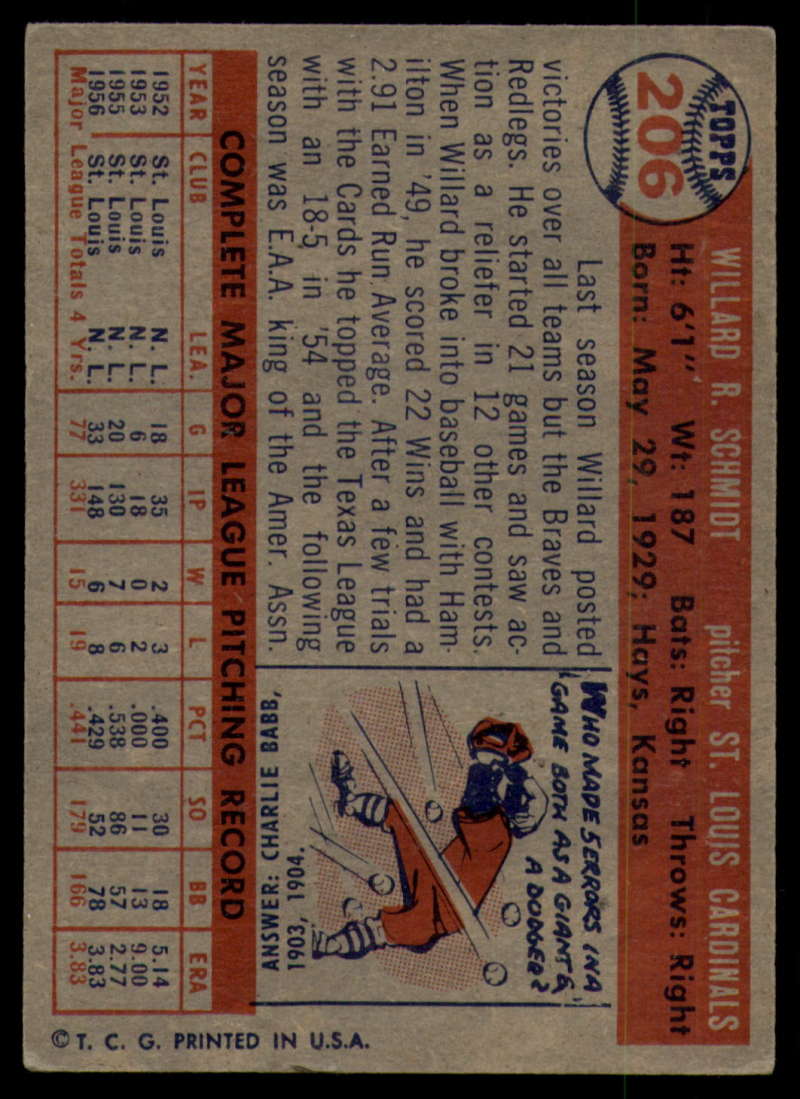 TOPPS
206
WILLARD R. SCHMIDT pitcher ST. LOUIS CARDINALS
Ht: 6'1" Wt: 187 Bats: Right Throws: Right
Born: May 29, 1929; Hays, Kansas
Last season Willard posted
victories over all teams but the Braves and
Redlegs. He started 21 games and saw ac-
tion as a reliefer in 12 other contests.
When Willard broke into baseball with Ham-
ilton in '49, he scored 22 Wins and had a
2.91 Earned Run Average. After a few trials
with the Cards he topped the Texas League
with an 18-5 in '54 and the following
season was E.A.A. king of the Amer. Assn.
WHO MADE 5 ERRORS IN A
GAME BOTH AS A GIANT &
A DODGER?
ANSWER: CHARLIE BABB,
1903, 1904.
COMPLETE MAJOR LEAGUE PITCHING RECORD
YEAR CLUB LEA. G IP W L PCT SO BB ERA
1952 St. Louis N. L. 18 35 2 3 .400 30 18 5.14
1953 St. Louis N. L. 6 18 0 2 .000 11 13 9.00
1955 St. Louis N. L. 20 130 7 6 .538 86 57 2.77
1956 St. Louis N. L. 33 148 6 8 .429 52 78 3.83
Major League Totals 4 Yrs. 77 331 15 19 .441 179 166 3.83
© T. C. G. PRINTED IN U.S.A.